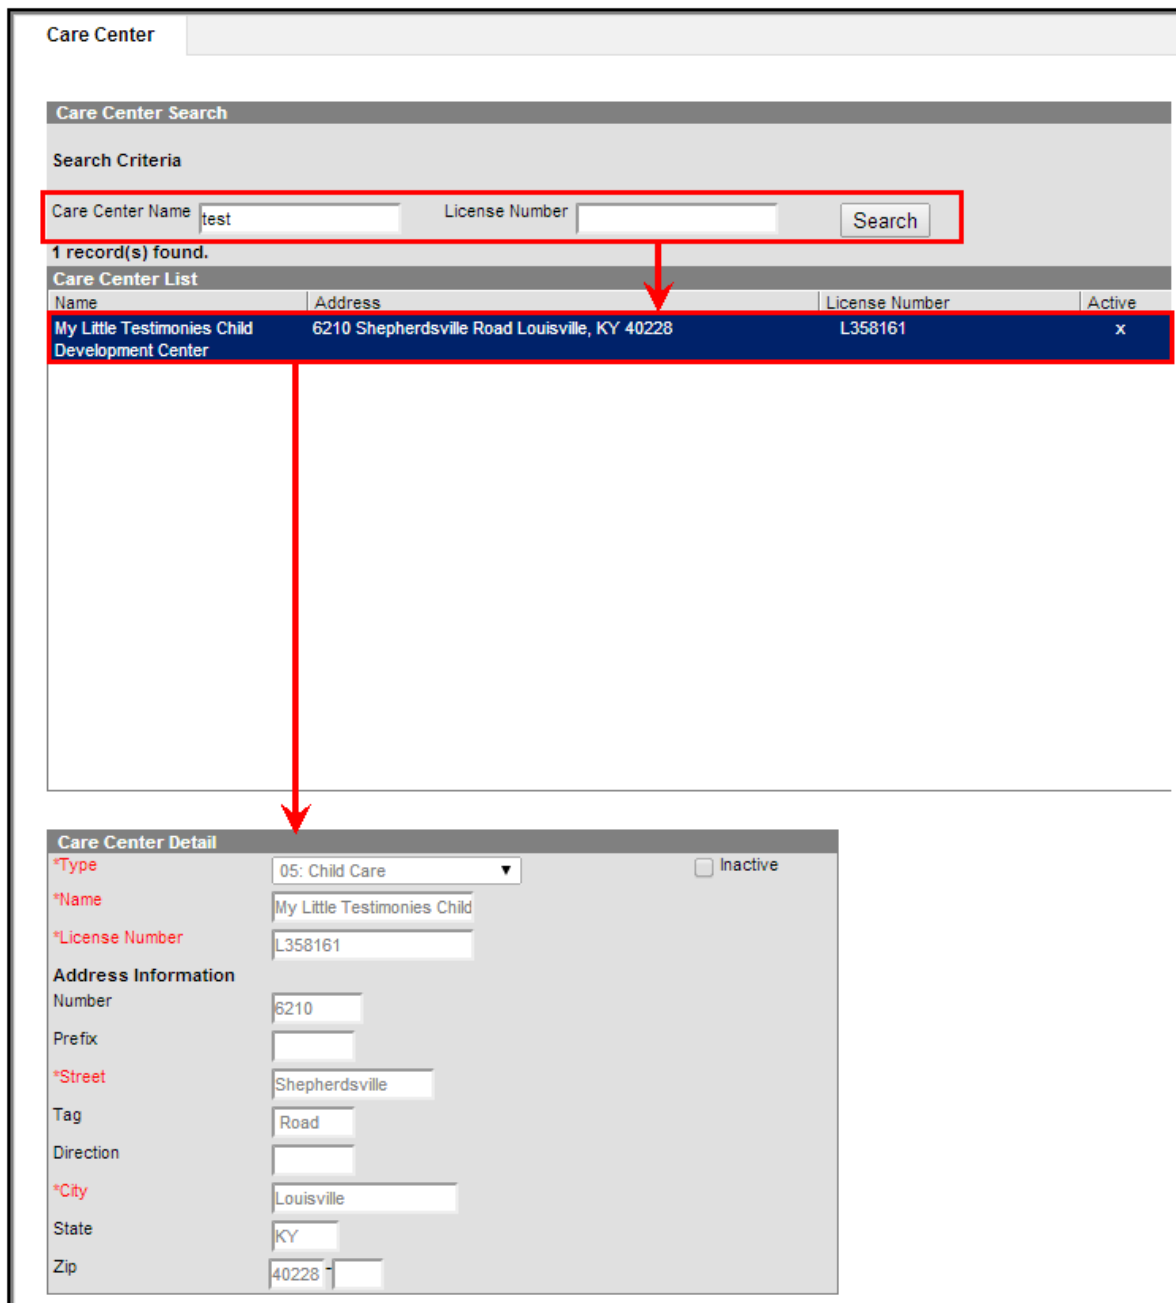 Care Center
Care Center Search
Search Criteria
Care Center Name test License Number Search
1 record(s) found.
Care Center List
Name Address License Number Active
My Little Testimonies Child 6210 Shepherdsville Road Louisville, KY 40228 L358161 x
Development Center
Care Center Detail
*Type 05: Child Care Inactive
*Name My Little Testimonies Child
*License Number L358161
Address Information
Number 6210
Prefix
*Street Shepherdsville
Tag Road
Direction
*City Louisville
State KY
Zip 40228 -